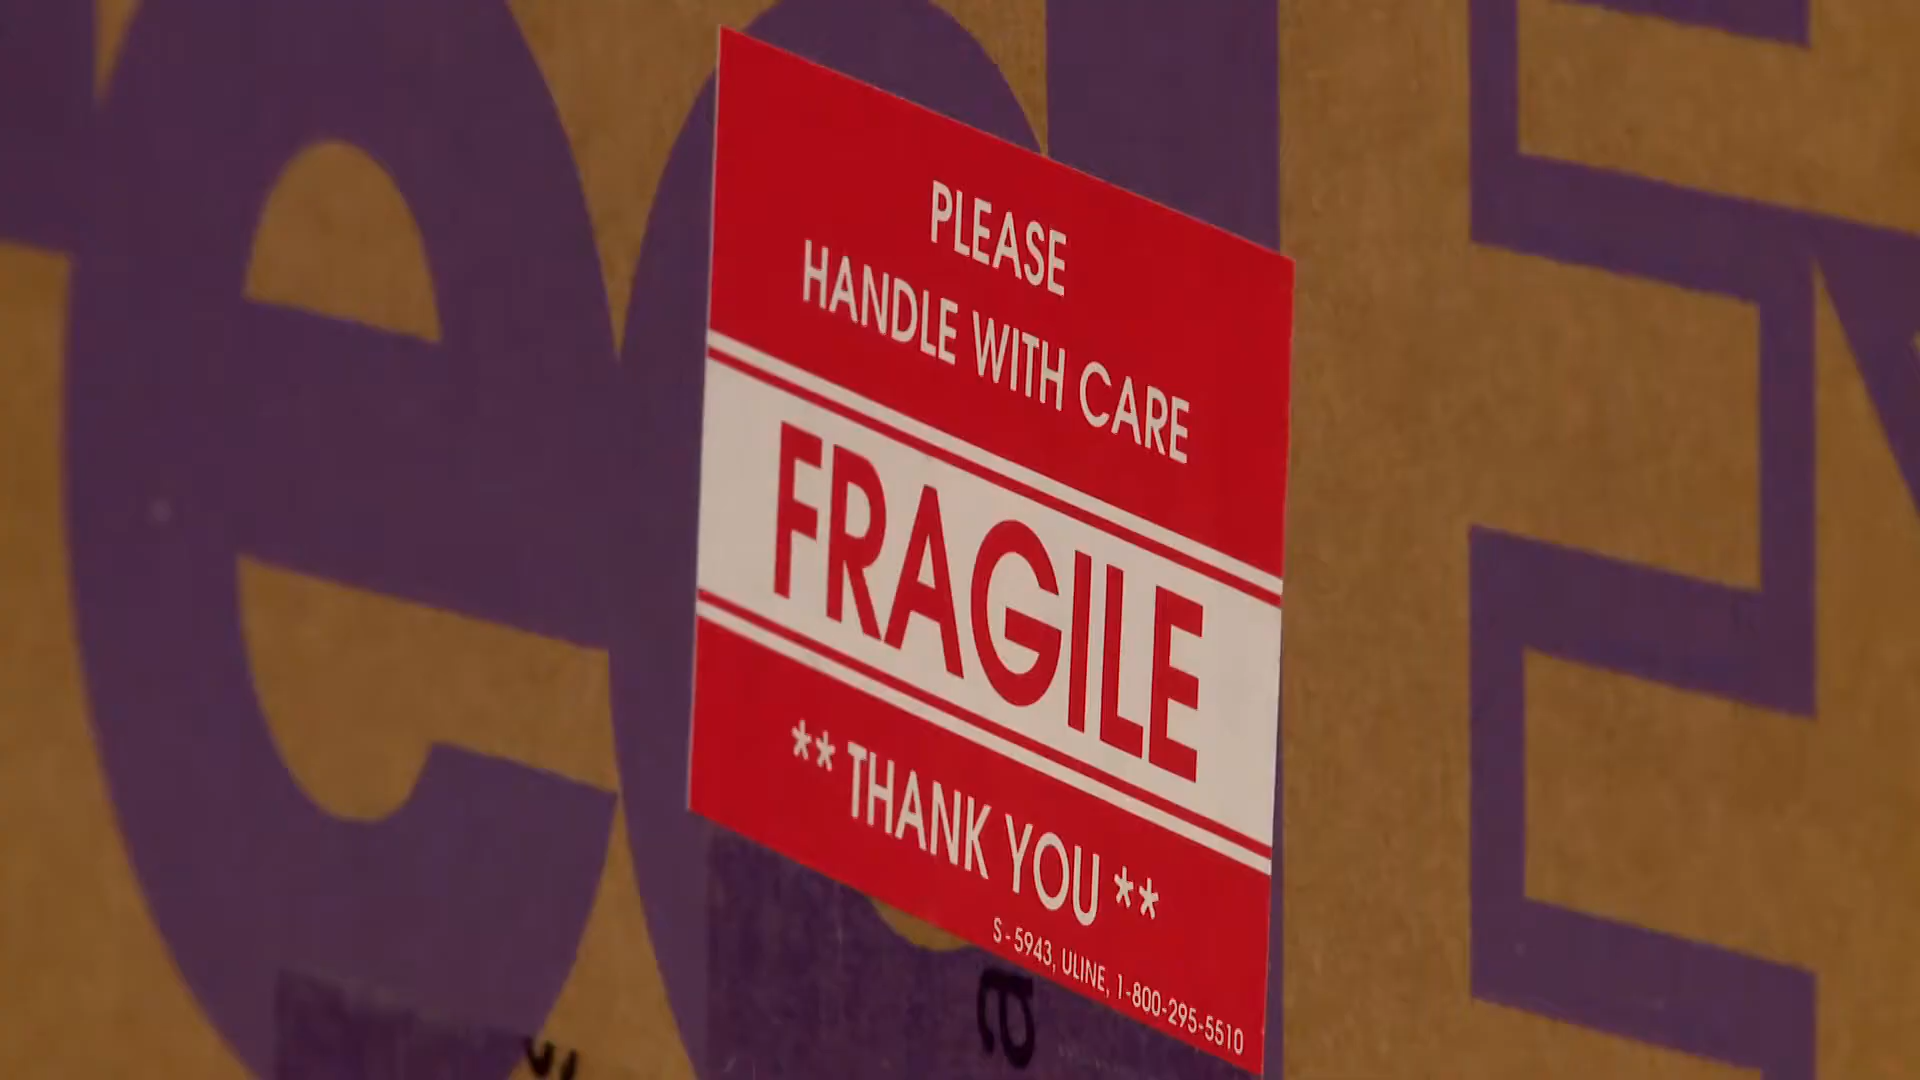 PLEASE
HANDLE WITH CARE
FRAGILE
** THANK YOU **
S - 5943, ULINE, 1-800-295-5510